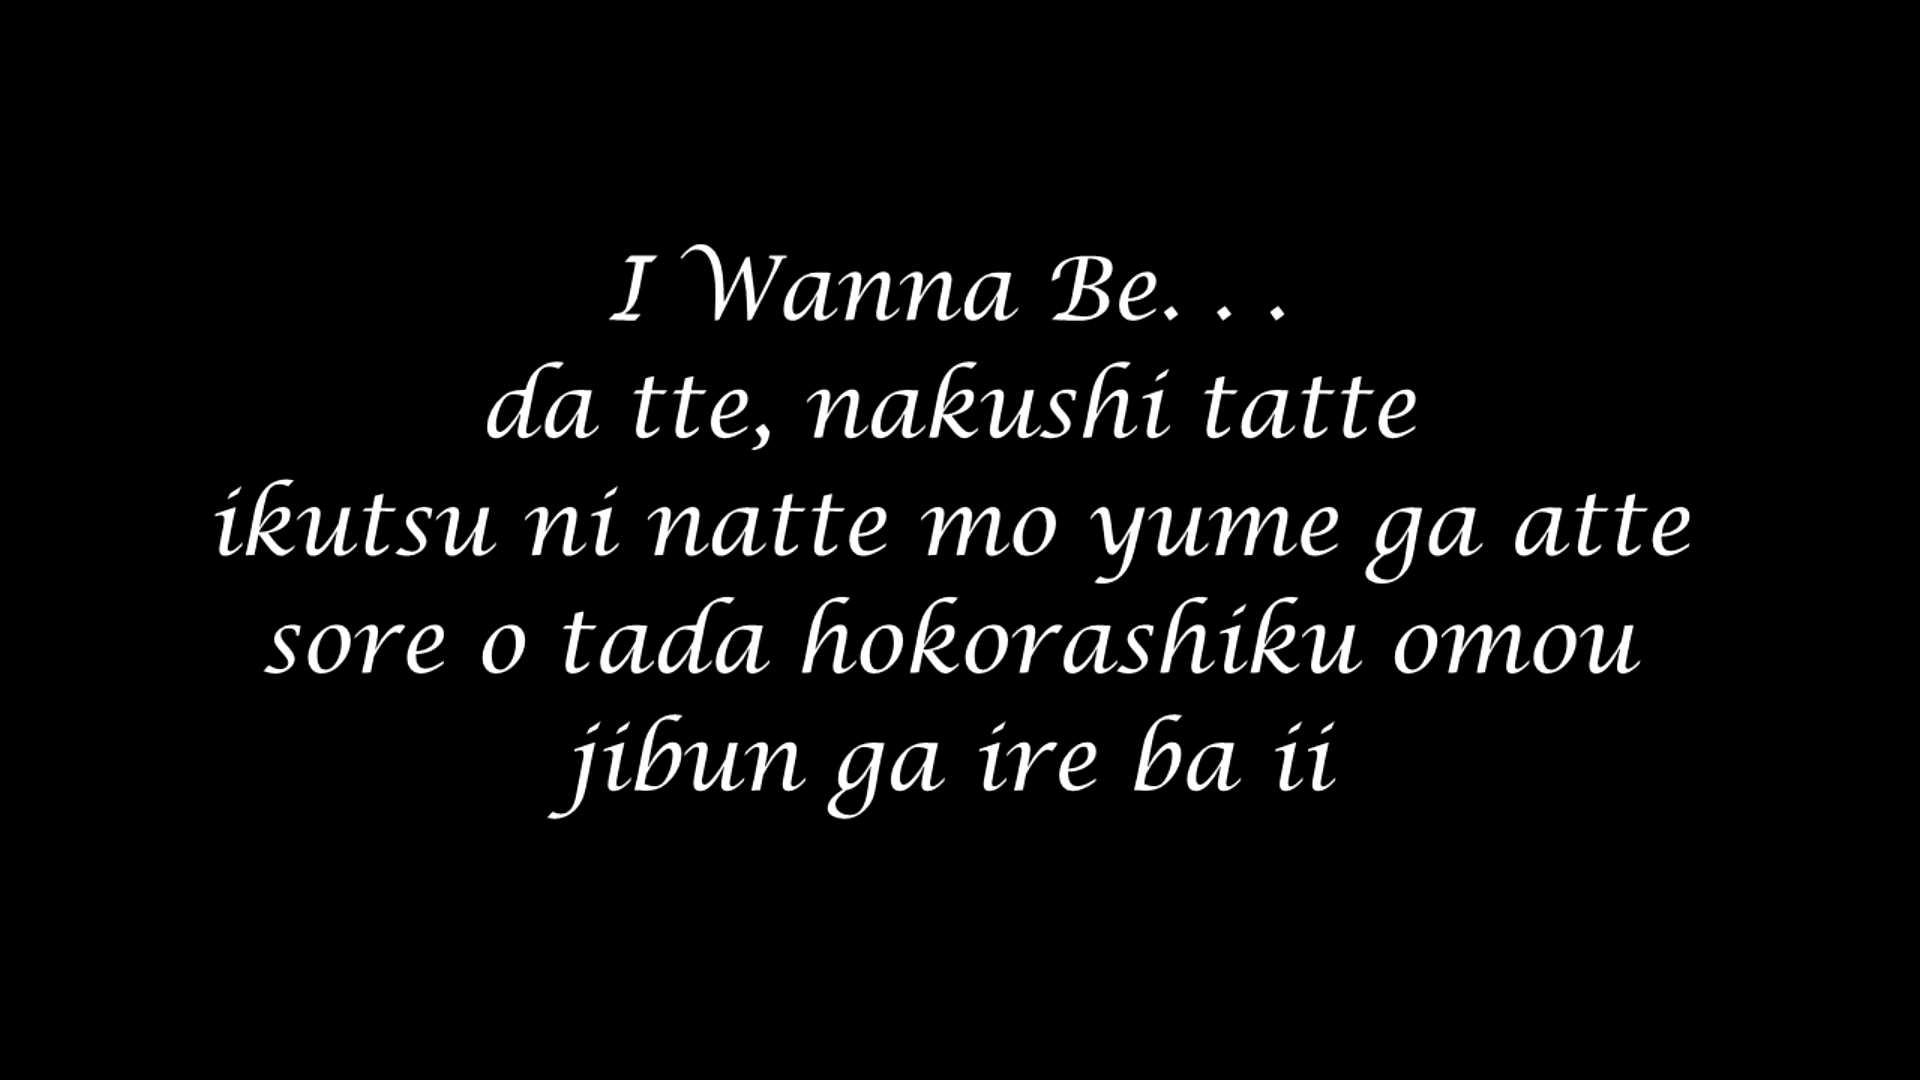 I Wanna Be. . .
da tte, nakushi tatte
ikutsu ni natte mo yume ga atte
sore o tada hokorashiku omou
jibun ga ire ba ii